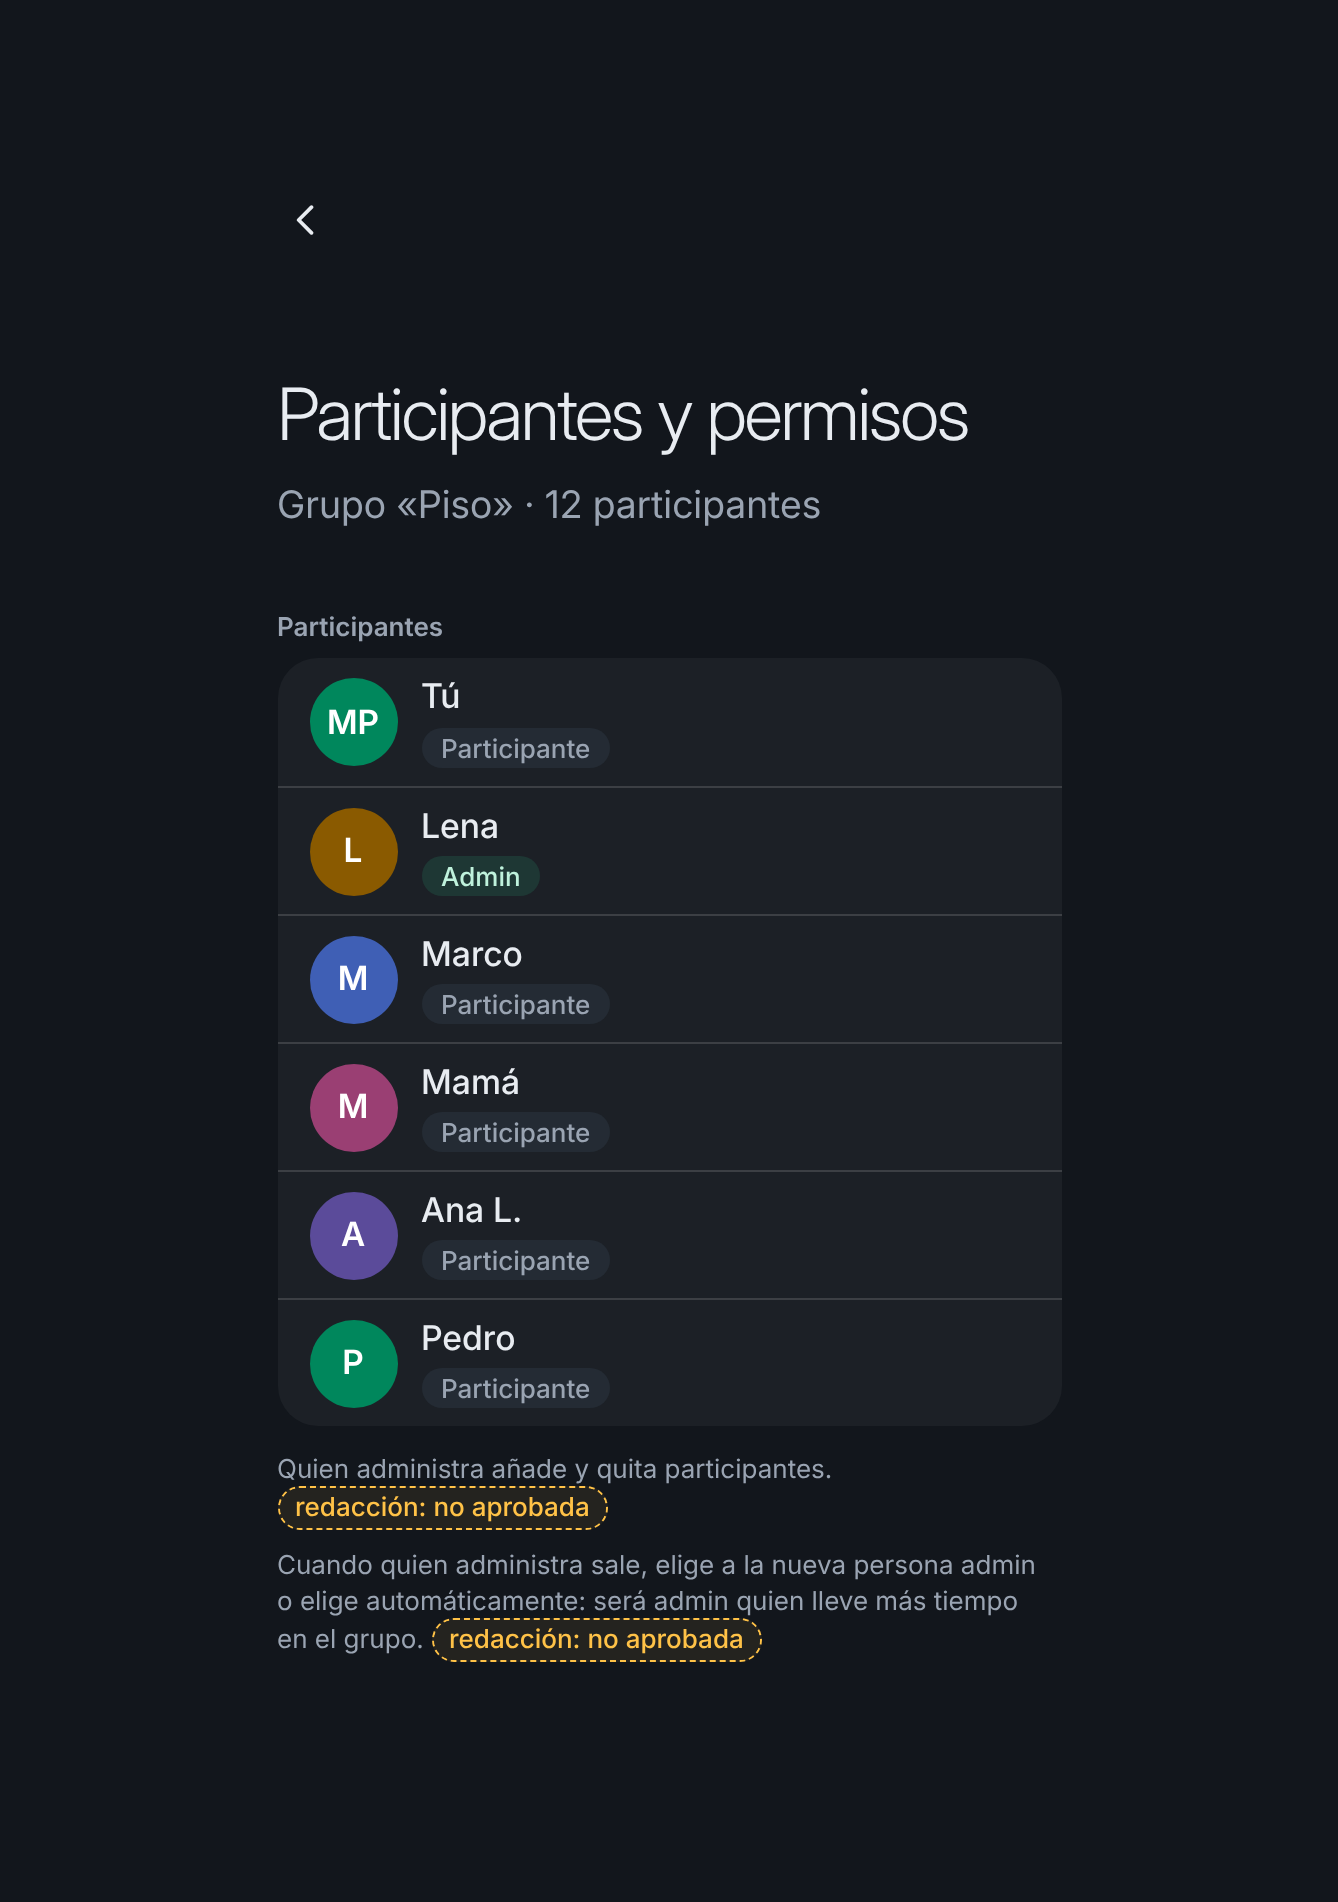 Participantes y permisos
Grupo «Piso» · 12 participantes
Participantes
MP
Tú
Participante
L
Lena
Admin
M
Marco
Participante
M
Mamá
Participante
A
Ana L.
Participante
P
Pedro
Participante
Quien administra añade y quita participantes.
redacción: no aprobada
Cuando quien administra sale, elige a la nueva persona admin
o elige automáticamente: será admin quien lleve más tiempo
en el grupo. redacción: no aprobada